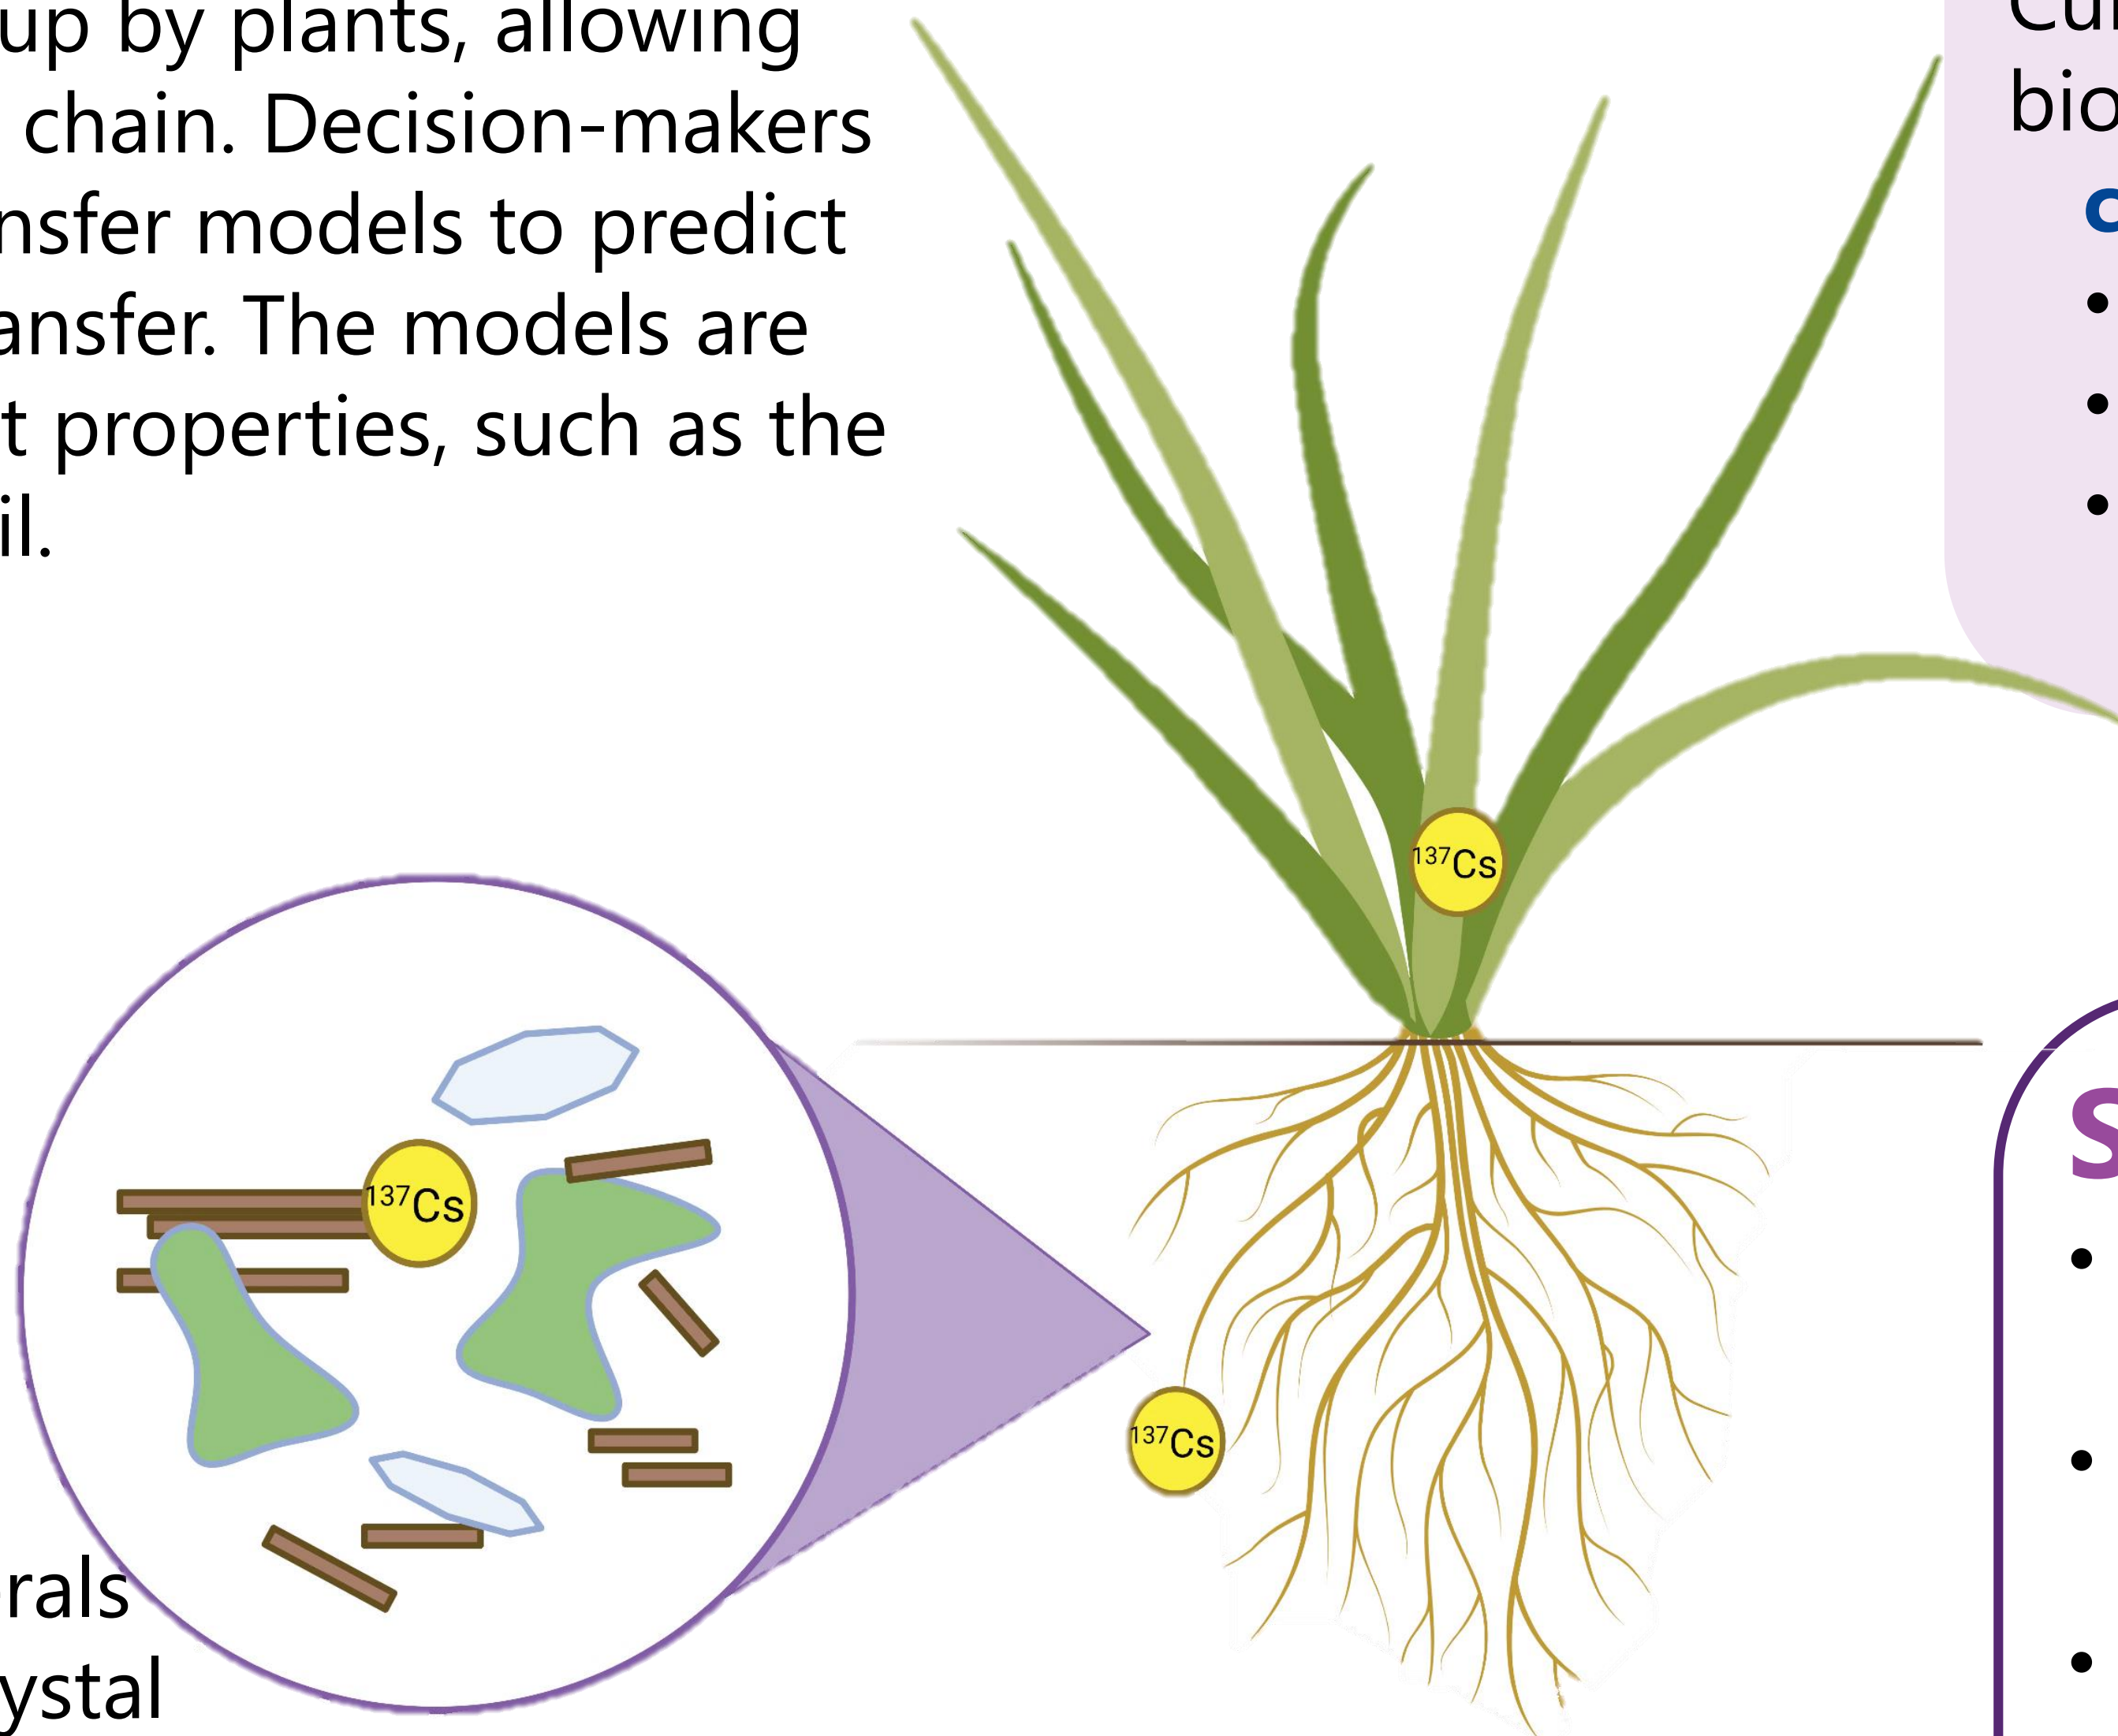 up by plants, allowing
chain. Decision-makers
nsfer models to predict
ansfer. The models are
t properties, such as the
il.
bio
137Cs
137Cs
137Cs
rals
ystal
S